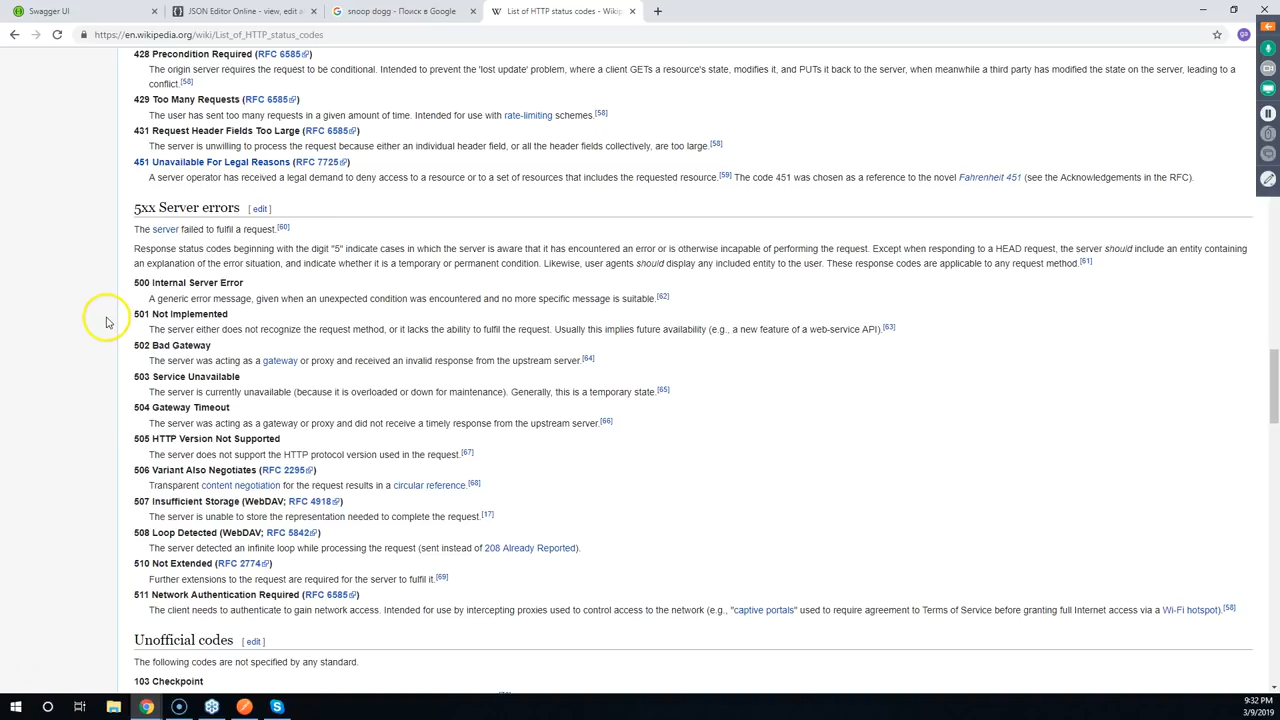 Swagger UI
JSON Editor Online - view, edit a
snoop dogg - Поиск в Google
List of HTTP status codes - Wikip
https://en.wikipedia.org/wiki/List_of_HTTP_status_codes
ga
428 Precondition Required (RFC 6585)
The origin server requires the request to be conditional. Intended to prevent the 'lost update' problem, where a client GETs a resource's state, modifies it, and PUTs it back to the server, when meanwhile a third party has modified the state on the server, leading to a
conflict.[58]
429 Too Many Requests (RFC 6585)
The user has sent too many requests in a given amount of time. Intended for use with rate-limiting schemes.[58]
431 Request Header Fields Too Large (RFC 6585)
The server is unwilling to process the request because either an individual header field, or all the header fields collectively, are too large.[58]
451 Unavailable For Legal Reasons (RFC 7725)
A server operator has received a legal demand to deny access to a resource or to a set of resources that includes the requested resource.[59] The code 451 was chosen as a reference to the novel Fahrenheit 451 (see the Acknowledgements in the RFC).
5xx Server errors [ edit ]
The server failed to fulfil a request.[60]
Response status codes beginning with the digit "5" indicate cases in which the server is aware that it has encountered an error or is otherwise incapable of performing the request. Except when responding to a HEAD request, the server should include an entity containing
an explanation of the error situation, and indicate whether it is a temporary or permanent condition. Likewise, user agents should display any included entity to the user. These response codes are applicable to any request method.[61]
500 Internal Server Error
A generic error message, given when an unexpected condition was encountered and no more specific message is suitable.[62]
501 Not Implemented
The server either does not recognize the request method, or it lacks the ability to fulfil the request. Usually this implies future availability (e.g., a new feature of a web-service API).[63]
502 Bad Gateway
The server was acting as a gateway or proxy and received an invalid response from the upstream server.[64]
503 Service Unavailable
The server is currently unavailable (because it is overloaded or down for maintenance). Generally, this is a temporary state.[65]
504 Gateway Timeout
The server was acting as a gateway or proxy and did not receive a timely response from the upstream server.[66]
505 HTTP Version Not Supported
The server does not support the HTTP protocol version used in the request.[67]
506 Variant Also Negotiates (RFC 2295)
Transparent content negotiation for the request results in a circular reference.[68]
507 Insufficient Storage (WebDAV; RFC 4918)
The server is unable to store the representation needed to complete the request.[17]
508 Loop Detected (WebDAV; RFC 5842)
The server detected an infinite loop while processing the request (sent instead of 208 Already Reported).
510 Not Extended (RFC 2774)
Further extensions to the request are required for the server to fulfil it.[69]
511 Network Authentication Required (RFC 6585)
The client needs to authenticate to gain network access. Intended for use by intercepting proxies used to control access to the network (e.g., "captive portals" used to require agreement to Terms of Service before granting full Internet access via a Wi-Fi hotspot).[58]
Unofficial codes [ edit ]
The following codes are not specified by any standard.
103 Checkpoint
9:32 PM
3/9/2019